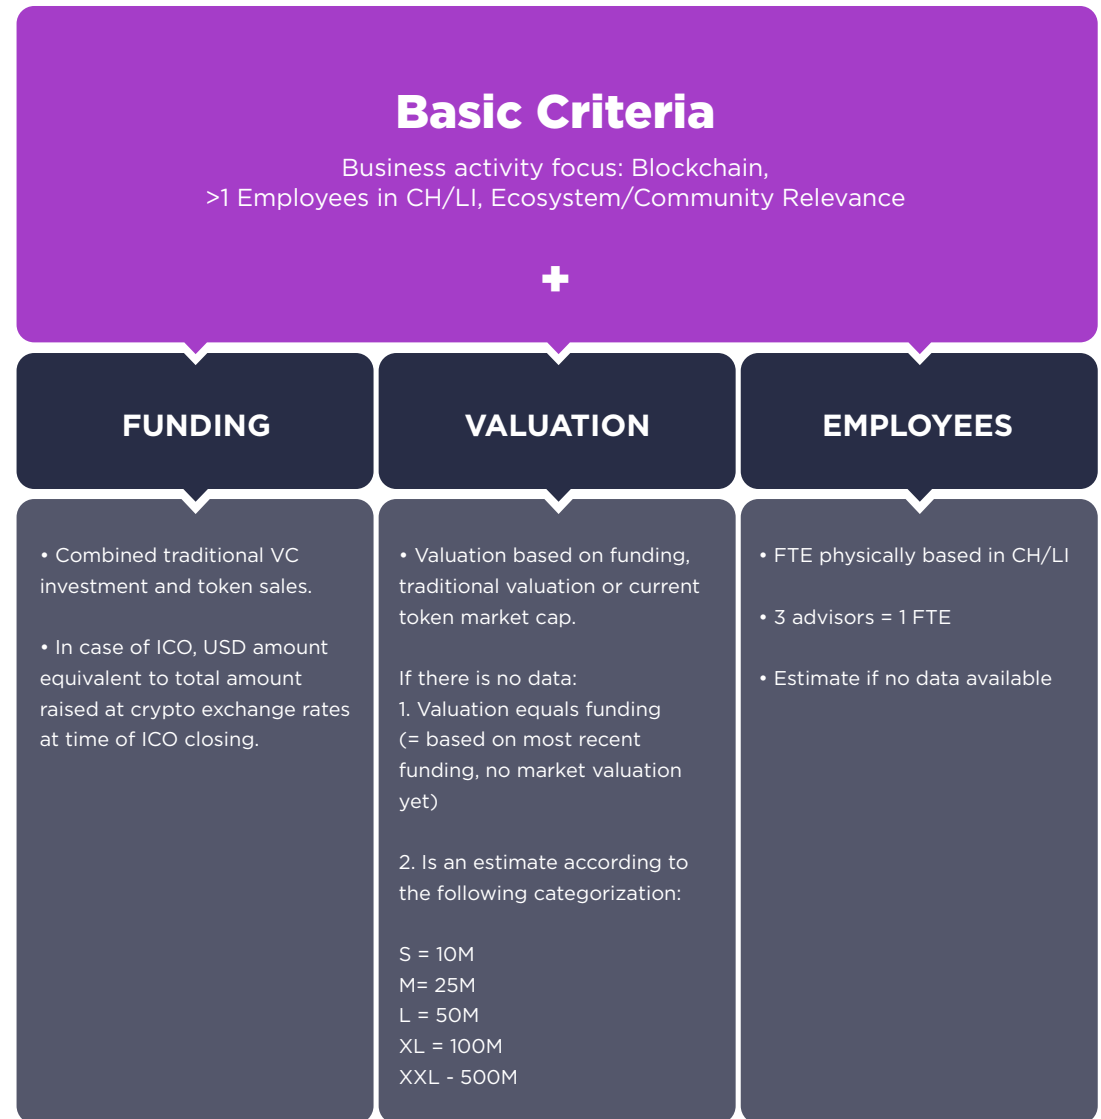 Basic Criteria
Business activity focus: Blockchain,
>1 Employees in CH/LI, Ecosystem/Community Relevance
+
FUNDING
• Combined traditional VC
investment and token sales.
• In case of ICO, USD amount
equivalent to total amount
raised at crypto exchange rates
at time of ICO closing.
VALUATION
• Valuation based on funding,
traditional valuation or current
token market cap.
If there is no data:
1. Valuation equals funding
(= based on most recent
funding, no market valuation
yet)
2. Is an estimate according to
the following categorization:
S = 10M
M= 25M
L = 50M
XL = 100M
XXL - 500M
EMPLOYEES
• FTE physically based in CH/LI
• 3 advisors = 1 FTE
• Estimate if no data available